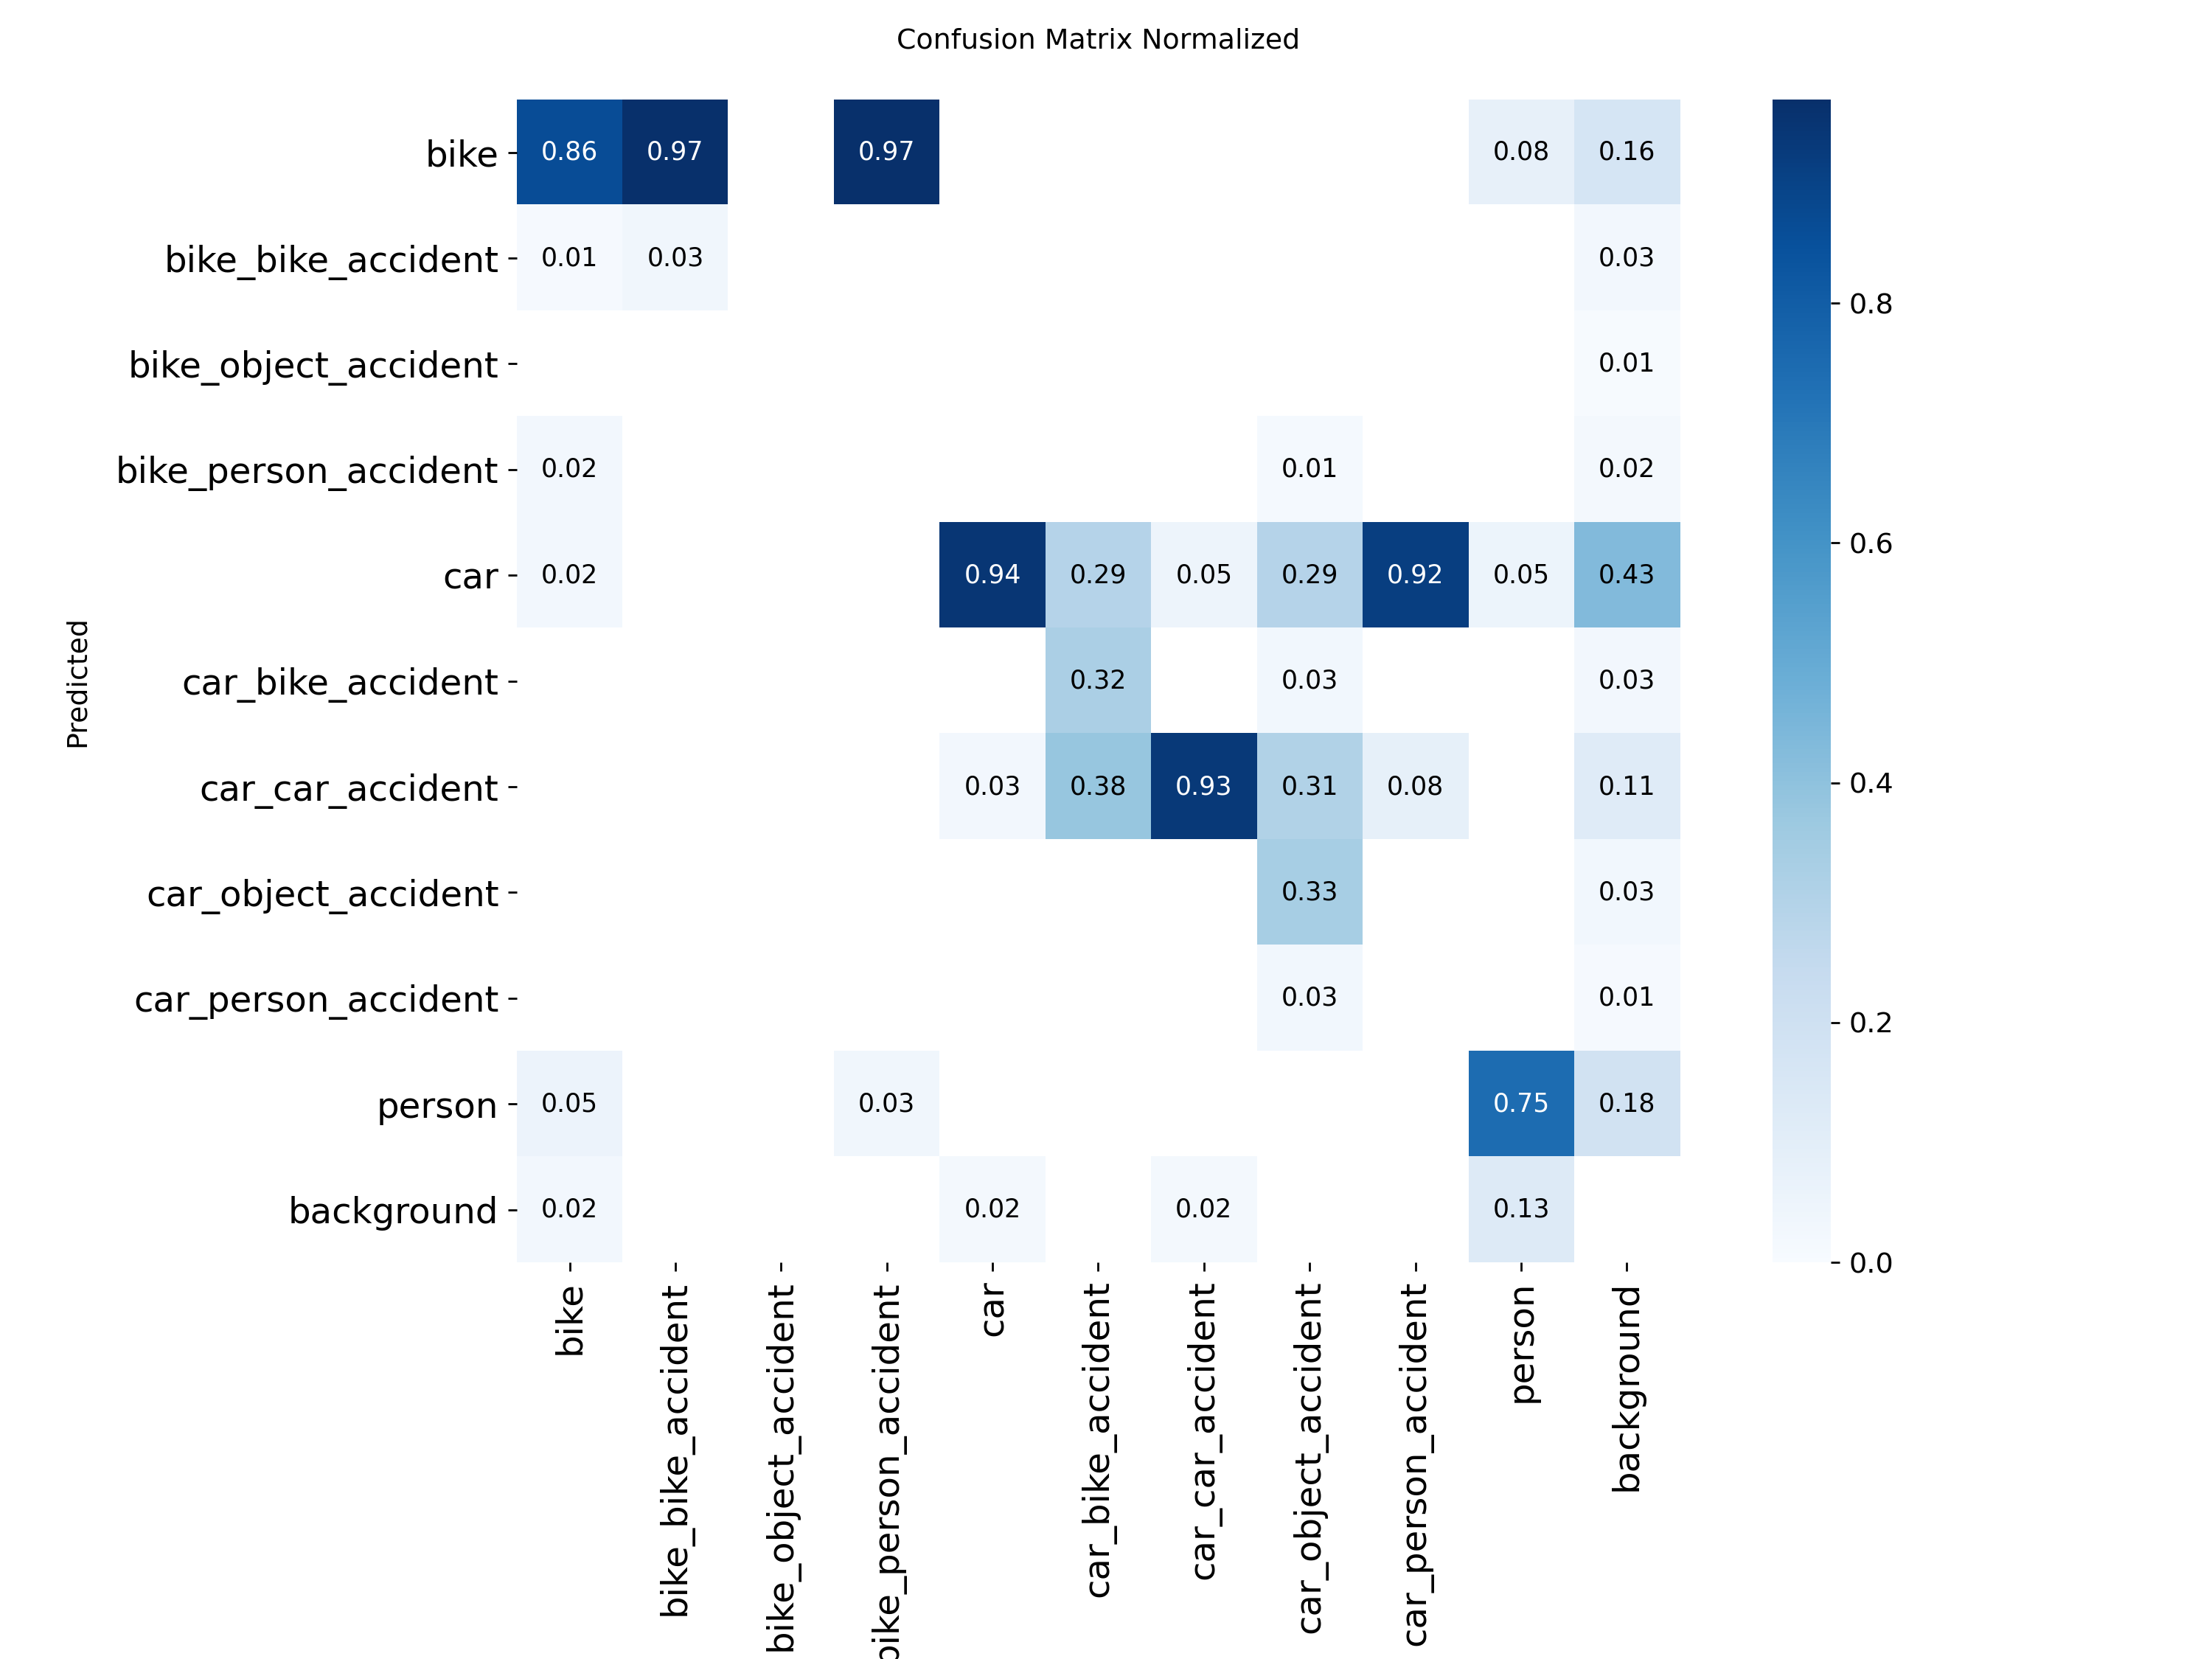 Confusion Matrix Normalized
bike 0.86 0.97 0.97 0.08 0.16
bike_bike_accident 0.01 0.03 0.03
0.8
bike_object_accident 0.01
bike_person_accident 0.02 0.01 0.02
0.6
car 0.02 0.94 0.29 0.05 0.29 0.92 0.05 0.43
Predicted
car_bike_accident 0.32 0.03 0.03
0.4
car_car_accident 0.03 0.38 0.93 0.31 0.08 0.11
car_object_accident 0.33 0.03
car_person_accident 0.03 0.01
0.2
person 0.05 0.03 0.75 0.18
background 0.02 0.02 0.02 0.13
0.0
bike
bike_bike_accident
bike_object_accident
bike_person_accident
car
car_bike_accident
car_car_accident
car_object_accident
car_person_accident
person
background